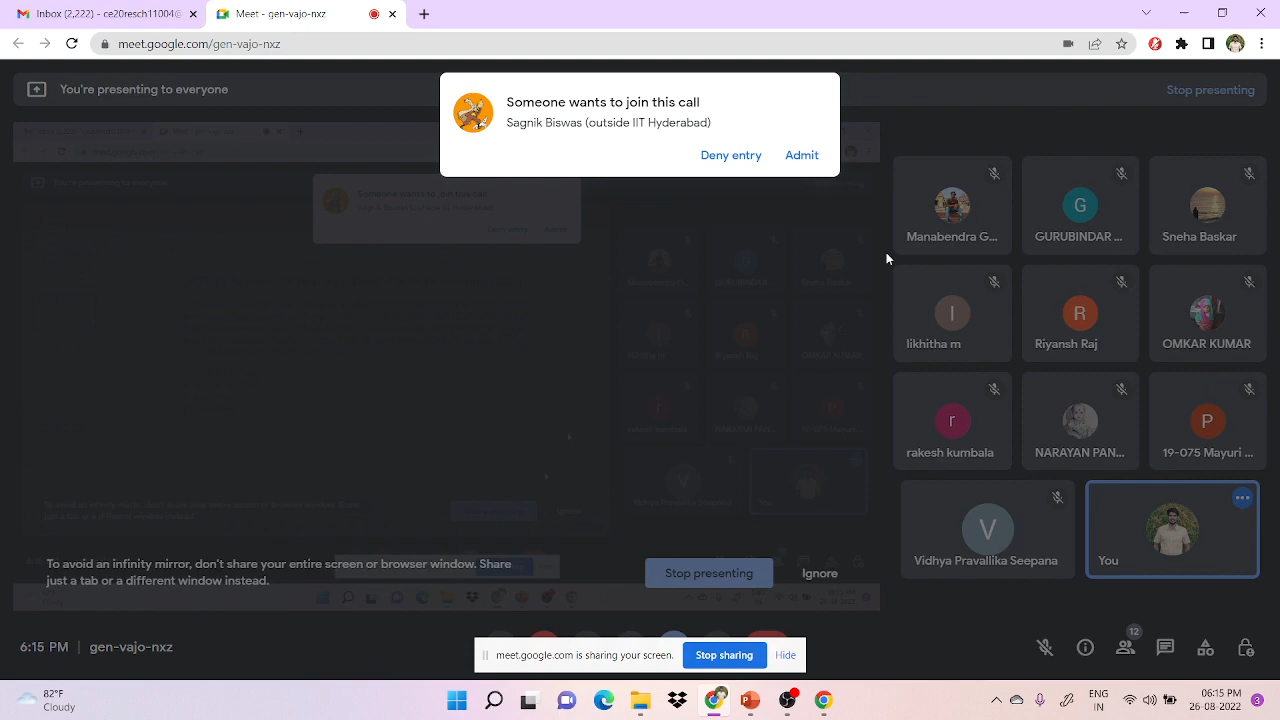 Inbox (2,222) - ce2resch11004@
Meet - gen-vajo-nxz
meet.google.com/gen-vajo-nxz
You're presenting to everyone
Stop presenting
Someone wants to join this call
Sagnik Biswas (outside IIT Hyderabad)
Deny entry
Admit
Manabendra G...
GURUBINDAR ...
Sneha Baskar
likhitha m
Riyansh Raj
OMKAR KUMAR
rakesh kumbala
NARAYAN PAN...
19-075 Mayuri ...
Vidhya Pravallika Seepana
You
G
l
R
r
P
V
To avoid an infinity mirror, don't share your entire screen or browser window. Share
just a tab or a different window instead.
Stop presenting
Ignore
6:15 PM | gen-vajo-nxz
12
meet.google.com is sharing your screen.
Stop sharing
Hide
82°F
Cloudy
ENG
IN
06:15 PM
26-08-2022
3